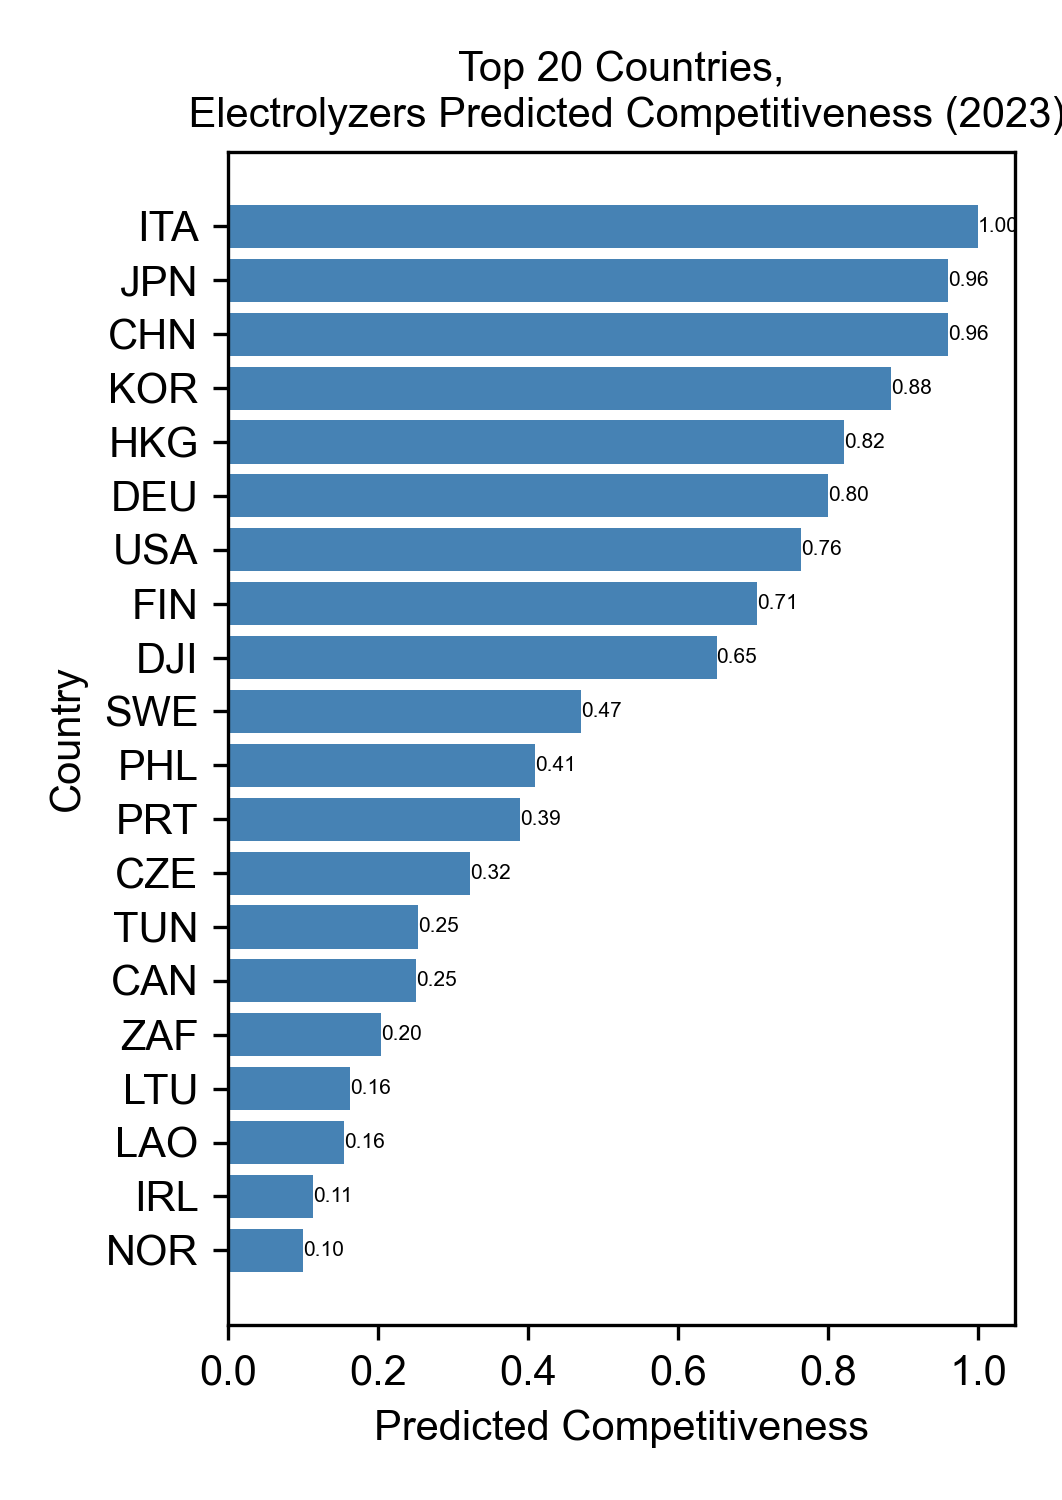 Top 20 Countries,
Electrolyzers Predicted Competitiveness (2023)
ITA 1.00
JPN 0.96
CHN 0.96
KOR 0.88
HKG 0.82
DEU 0.80
USA 0.76
FIN 0.71
DJI 0.65
SWE 0.47
PHL 0.41
PRT 0.39
CZE 0.32
TUN 0.25
CAN 0.25
ZAF 0.20
LTU 0.16
LAO 0.16
IRL 0.11
NOR 0.10
Country
0.0 0.2 0.4 0.6 0.8 1.0
Predicted Competitiveness